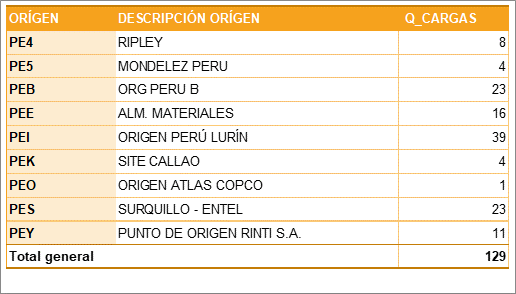 ORÍGEN DESCRIPCIÓN ORÍGEN Q_CARGAS
PE4 RIPLEY 8
PE5 MONDELEZ PERU 4
PEB ORG PERU B 23
PEE ALM. MATERIALES 16
PEI ORIGEN PERÚ LURÍN 39
PEK SITE CALLAO 4
PEO ORIGEN ATLAS COPCO 1
PES SURQUILLO - ENTEL 23
PEY PUNTO DE ORIGEN RINTI S.A. 11
Total general 129